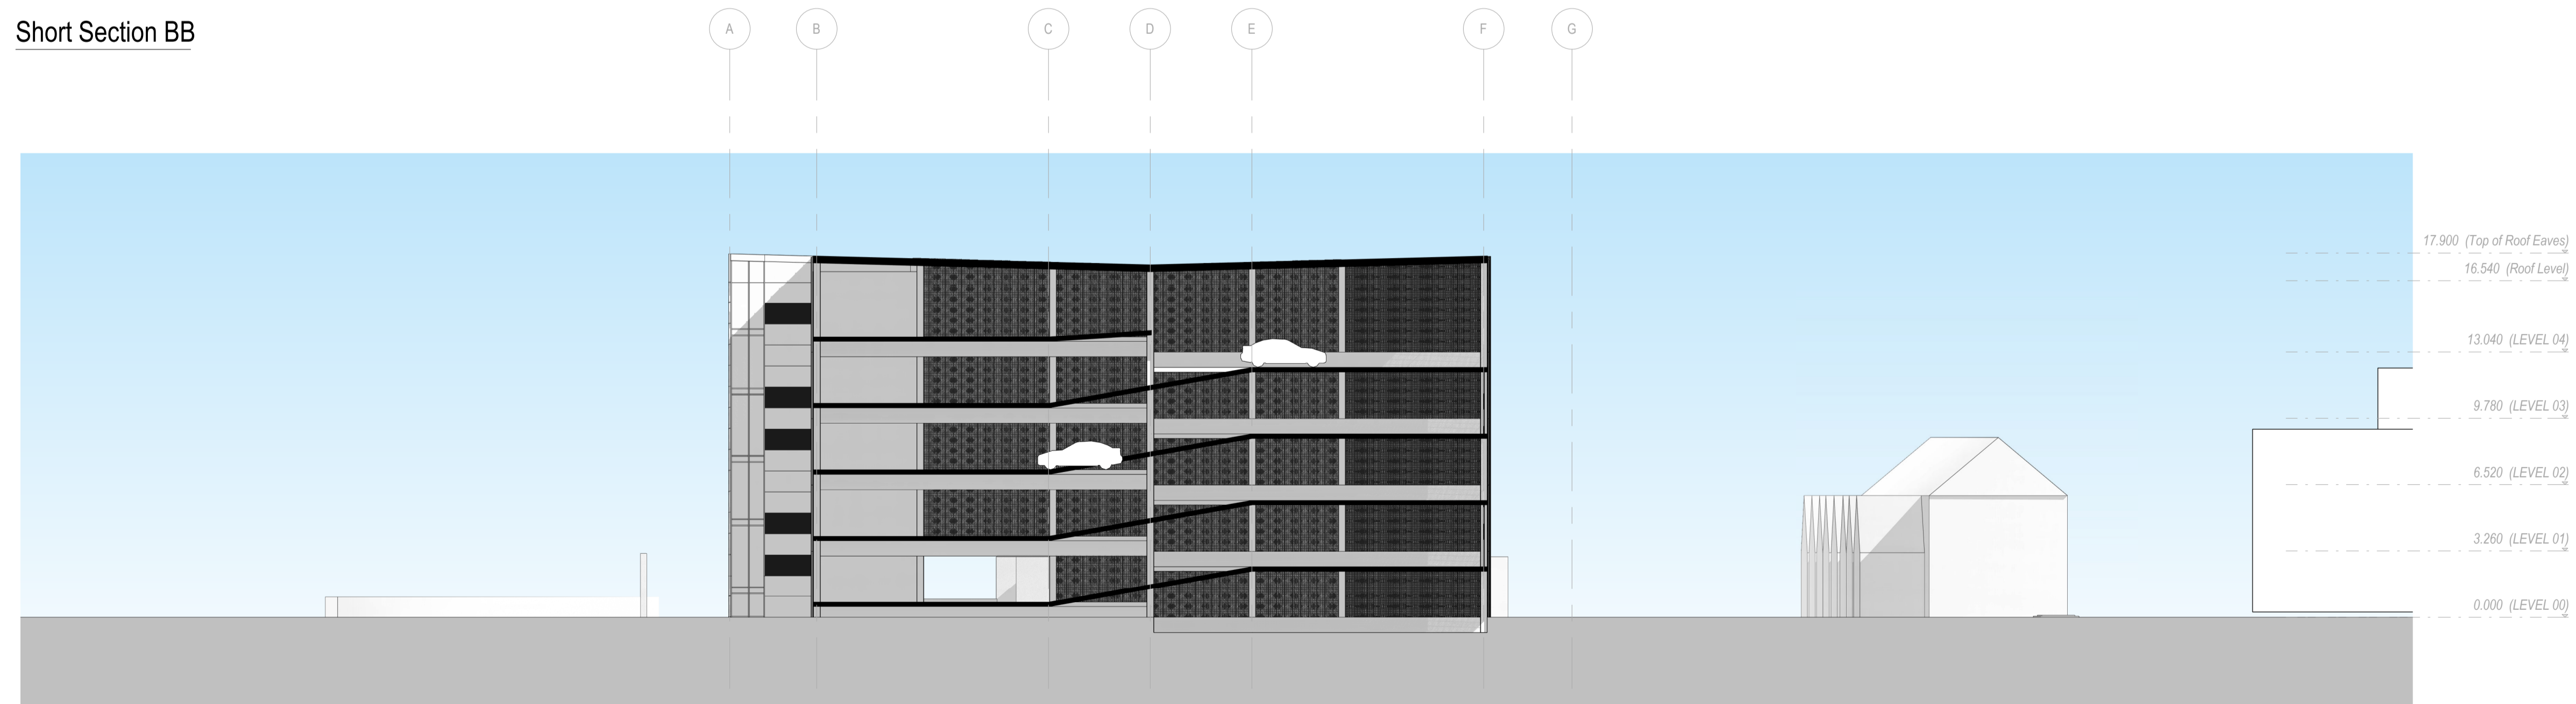 Short Section BB
A
B
C
D
E
F
G
17.900 (Top of Roof Eaves)
16.540 (Roof Level)
13.040 (LEVEL 04)
9.780 (LEVEL 03)
6.520 (LEVEL 02)
3.260 (LEVEL 01)
0.000 (LEVEL 00)